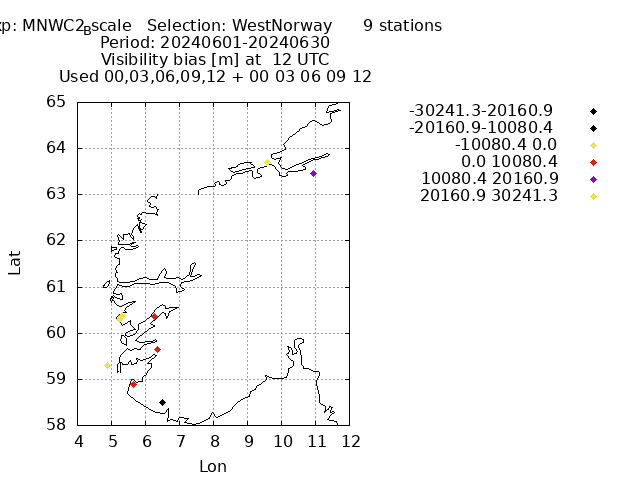 xp: MNWC2Bscale   Selection: WestNorway      9 stations
Period: 20240601-20240630
Visibility bias [m] at  12 UTC
Used 00,03,06,09,12 + 00 03 06 09 12
-30241.3-20160.9
-20160.9-10080.4
-10080.4 0.0
0.0 10080.4
10080.4 20160.9
20160.9 30241.3
65
64
63
62
61
60
59
58
Lat
4 5 6 7 8 9 10 11 12
Lon